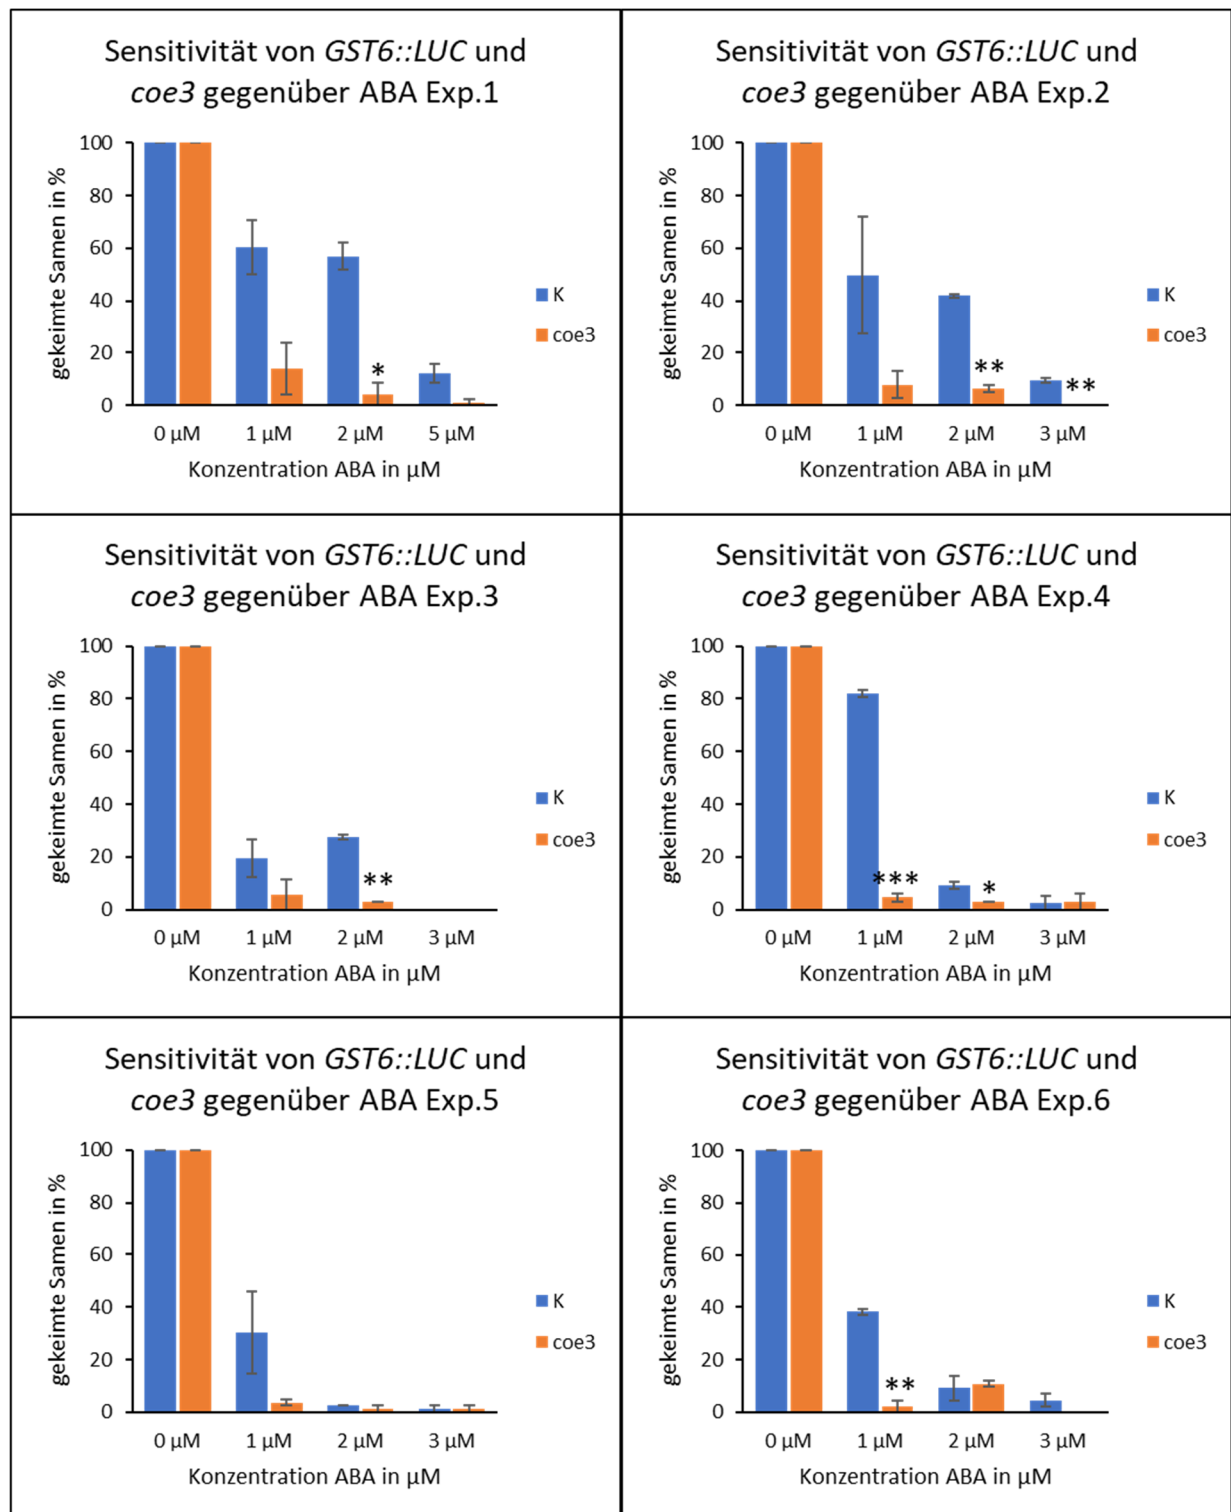 Sensitivität von GST6::LUC und
coe3 gegenüber ABA Exp.1
gekeimte Samen in %
100
80
60
40
20
0
*
0 µM 1 µM 2 µM 5 µM
Konzentration ABA in µM
K
coe3
Sensitivität von GST6::LUC und
coe3 gegenüber ABA Exp.2
gekeimte Samen in %
100
80
60
40
20
0
**
**
0 µM 1 µM 2 µM 3 µM
Konzentration ABA in µM
K
coe3
Sensitivität von GST6::LUC und
coe3 gegenüber ABA Exp.3
gekeimte Samen in %
100
80
60
40
20
0
**
0 µM 1 µM 2 µM 3 µM
Konzentration ABA in µM
K
coe3
Sensitivität von GST6::LUC und
coe3 gegenüber ABA Exp.4
gekeimte Samen in %
100
80
60
40
20
0
***
*
0 µM 1 µM 2 µM 3 µM
Konzentration ABA in µM
K
coe3
Sensitivität von GST6::LUC und
coe3 gegenüber ABA Exp.5
gekeimte Samen in %
100
80
60
40
20
0
0 µM 1 µM 2 µM 3 µM
Konzentration ABA in µM
K
coe3
Sensitivität von GST6::LUC und
coe3 gegenüber ABA Exp.6
gekeimte Samen in %
100
80
60
40
20
0
**
0 µM 1 µM 2 µM 3 µM
Konzentration ABA in µM
K
coe3